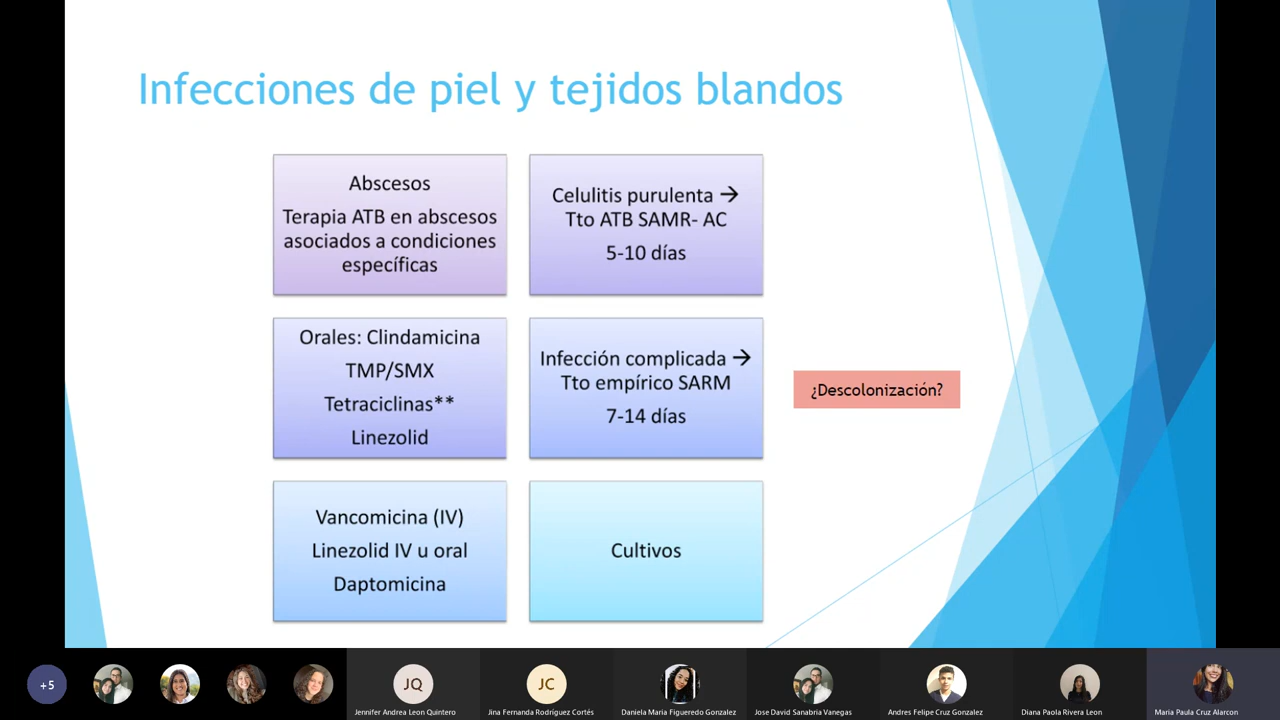 Infecciones de piel y tejidos blandos
Abscesos
Terapia ATB en abscesos
asociados a condiciones
específicas
Celulitis purulenta →
Tto ATB SAMR- AC
5-10 días
Orales: Clindamicina
TMP/SMX
Tetraciclinas**
Linezolid
Infección complicada →
Tto empírico SARM
7-14 días
¿Descolonización?
Vancomicina (IV)
Linezolid IV u oral
Daptomicina
Cultivos
+5
JQ
JC
Jennifer Andrea Leon Quintero
Jina Fernanda Rodríguez Cortés
Daniela Maria Figueredo Gonzalez
Jose David Sanabria Vanegas
Andres Felipe Cruz Gonzalez
Diana Paola Rivera Leon
Maria Paula Cruz Alarcon